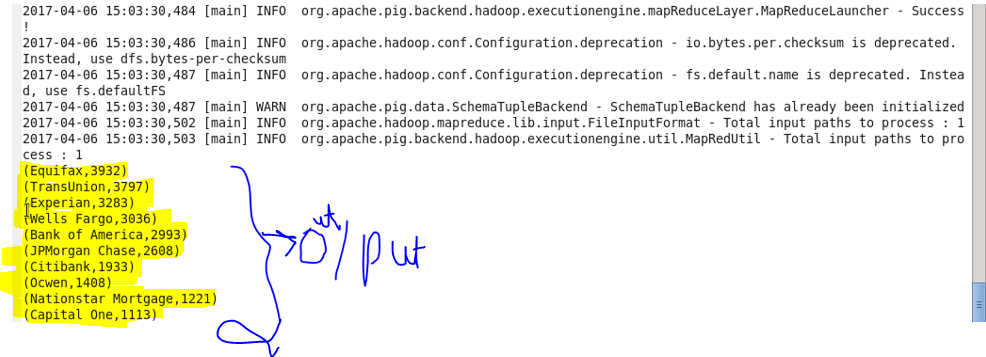 2017-04-06 15:03:30,484 [main] INFO  org.apache.pig.backend.hadoop.executionengine.mapReduceLayer.MapReduceLauncher - Success
!
2017-04-06 15:03:30,486 [main] INFO  org.apache.hadoop.conf.Configuration.deprecation - io.bytes.per.checksum is deprecated.
Instead, use dfs.bytes-per-checksum
2017-04-06 15:03:30,487 [main] INFO  org.apache.hadoop.conf.Configuration.deprecation - fs.default.name is deprecated. Instea
d, use fs.defaultFS
2017-04-06 15:03:30,487 [main] WARN  org.apache.pig.data.SchemaTupleBackend - SchemaTupleBackend has already been initialized
2017-04-06 15:03:30,502 [main] INFO  org.apache.hadoop.mapreduce.lib.input.FileInputFormat - Total input paths to process : 1
2017-04-06 15:03:30,503 [main] INFO  org.apache.pig.backend.hadoop.executionengine.util.MapRedUtil - Total input paths to pro
cess : 1
(Equifax,3932)
(TransUnion,3797)
(Experian,3283)
(Wells Fargo,3036)
(Bank of America,2993)
(JPMorgan Chase,2608)
(Citibank,1933)
(Ocwen,1408)
(Nationstar Mortgage,1221)
(Capital One,1113)
Out/put